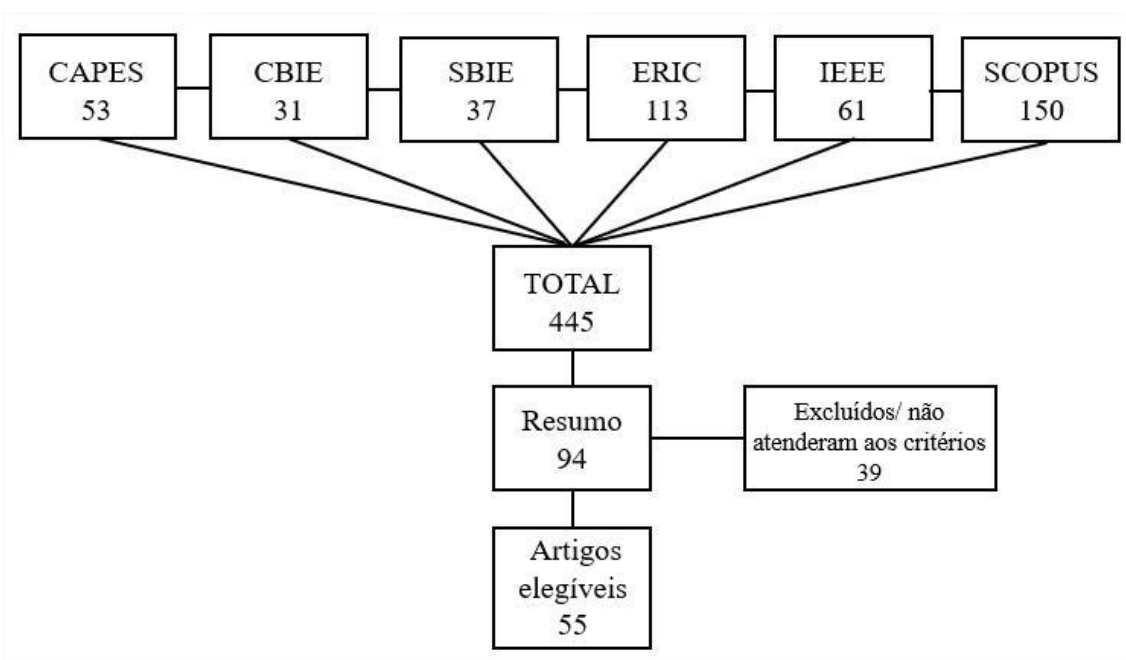 CAPES
53
CBIE
31
SBIE
37
ERIC
113
IEEE
61
SCOPUS
150
TOTAL
445
Resumo
94
Excluídos/ não
atenderam aos critérios
39
Artigos
elegíveis
55